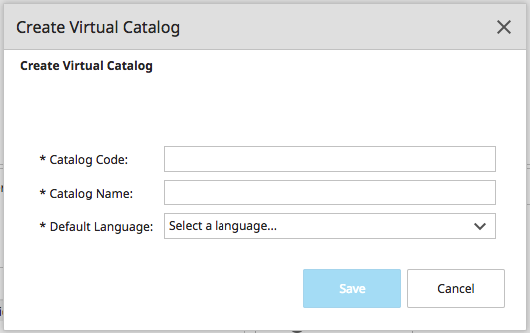 Create Virtual Catalog
Create Virtual Catalog
* Catalog Code:
* Catalog Name:
* Default Language: Select a language...
Save Cancel